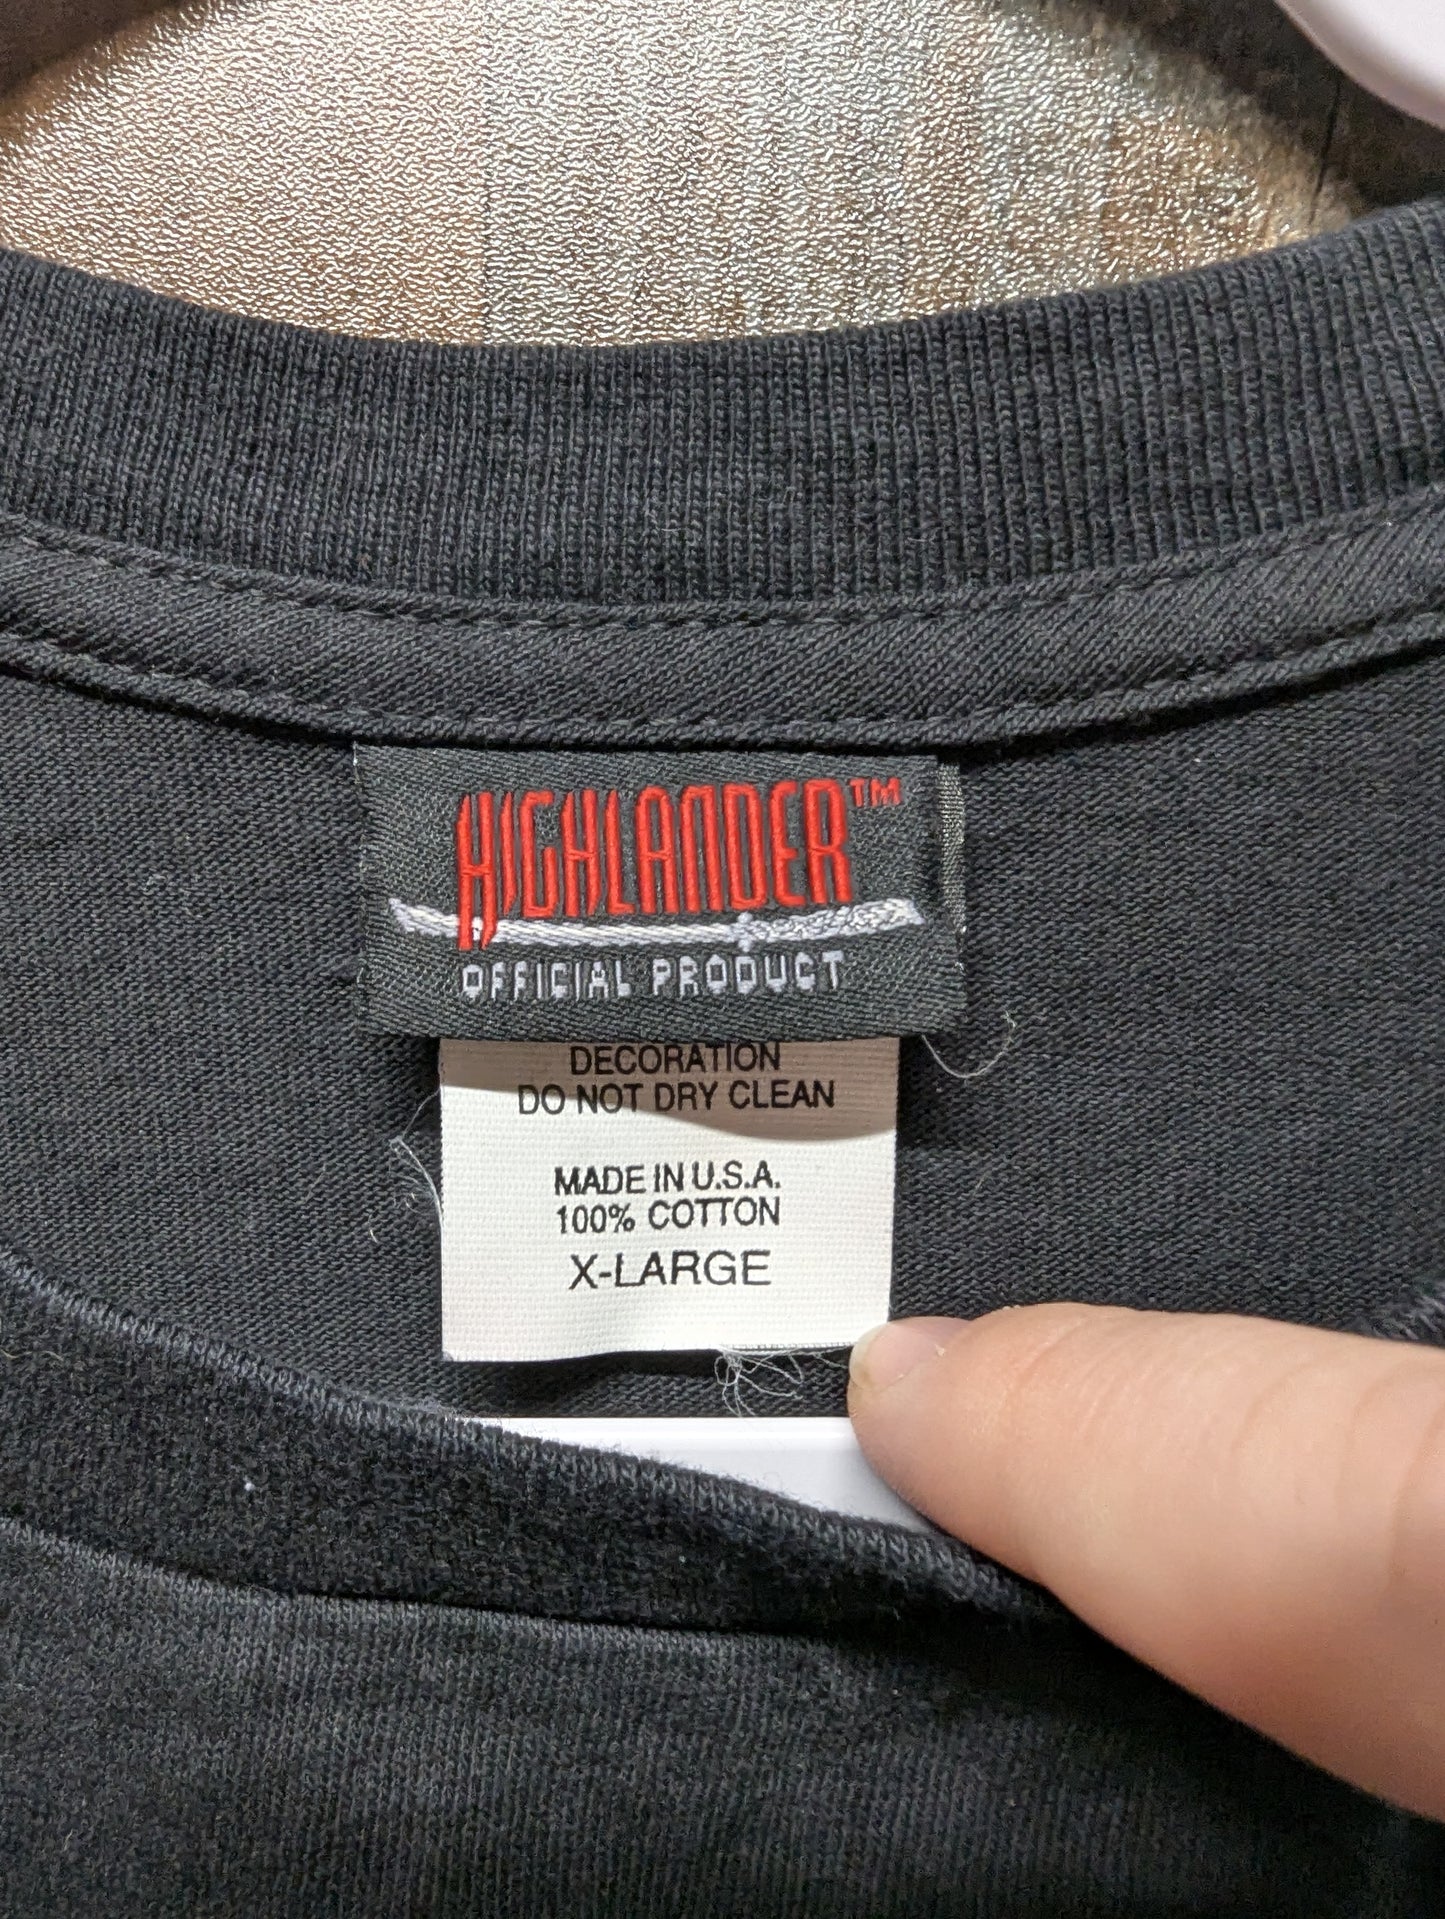 HIGHLANDER™
OFFICIAL PRODUCT
DECORATION
DO NOT DRY CLEAN
MADE IN U.S.A.
100% COTTON
X-LARGE